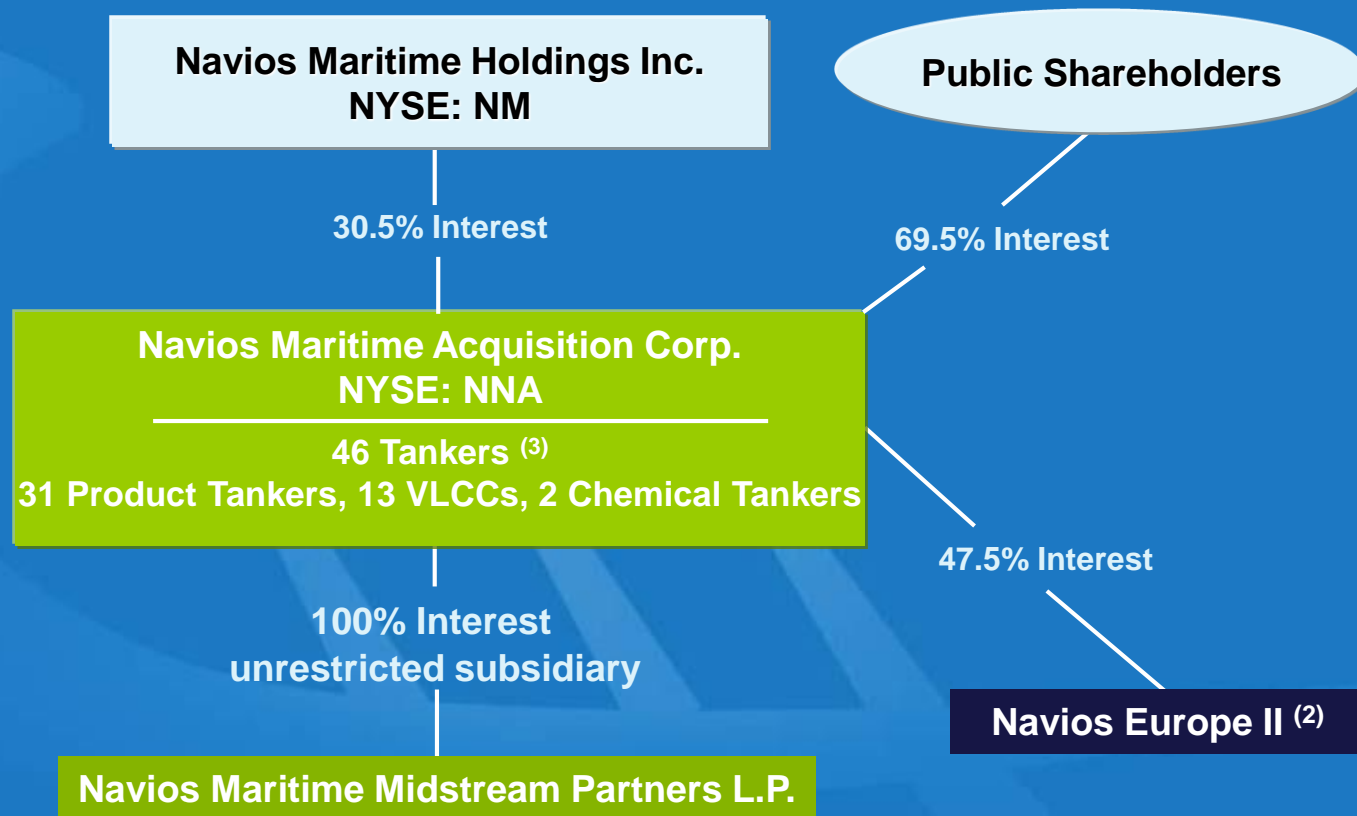 Navios Maritime Holdings Inc.
NYSE: NM
Public Shareholders
30.5% Interest
69.5% Interest
Navios Maritime Acquisition Corp.
NYSE: NNA
46 Tankers (3)
31 Product Tankers, 13 VLCCs, 2 Chemical Tankers
47.5% Interest
100% Interest
unrestricted subsidiary
Navios Europe II (2)
Navios Maritime Midstream Partners L.P.